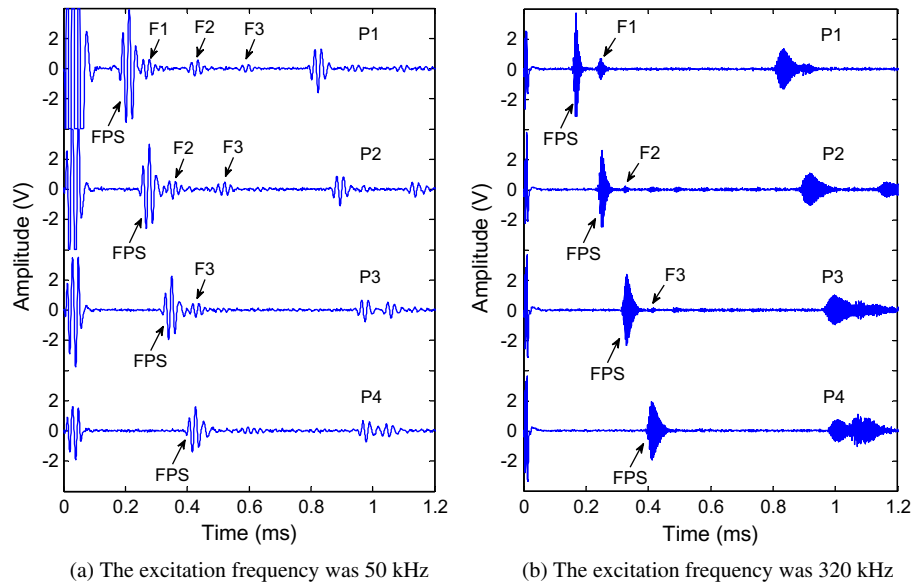 F1 F2 F3 P1
FPS
F2 F3 P2
FPS
F3 P3
FPS
P4
FPS
2
0
-2
2
0
-2
2
0
-2
2
0
-2
Amplitude (V)
0 0.2 0.4 0.6 0.8 1 1.2
Time (ms)
(a) The excitation frequency was 50 kHz
F1 P1
FPS
F2 P2
FPS
F3 P3
FPS
P4
FPS
2
0
-2
2
0
-2
2
0
-2
2
0
-2
Amplitude (V)
0 0.2 0.4 0.6 0.8 1 1.2
Time (ms)
(b) The excitation frequency was 320 kHz